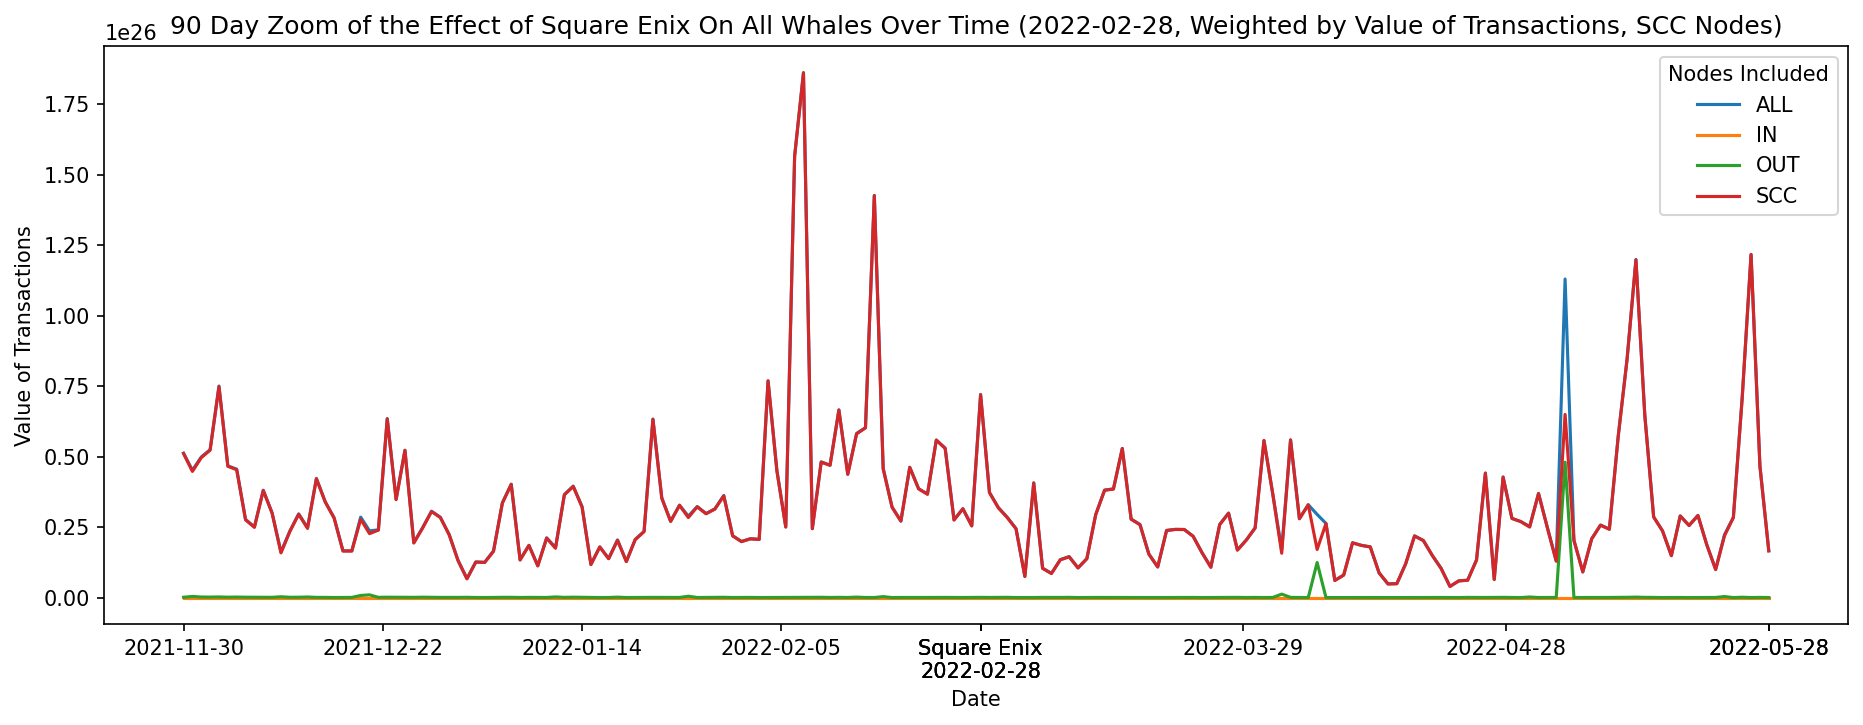 90 Day Zoom of the Effect of Square Enix On All Whales Over Time (2022-02-28, Weighted by Value of Transactions, SCC Nodes)
1e26
Nodes Included
ALL
IN
OUT
SCC
1.75
1.50
1.25
1.00
0.75
0.50
0.25
0.00
Value of Transactions
2021-11-30
2021-12-22
2022-01-14
2022-02-05
Square Enix
2022-02-28
2022-03-29
2022-04-28
2022-05-28
Date